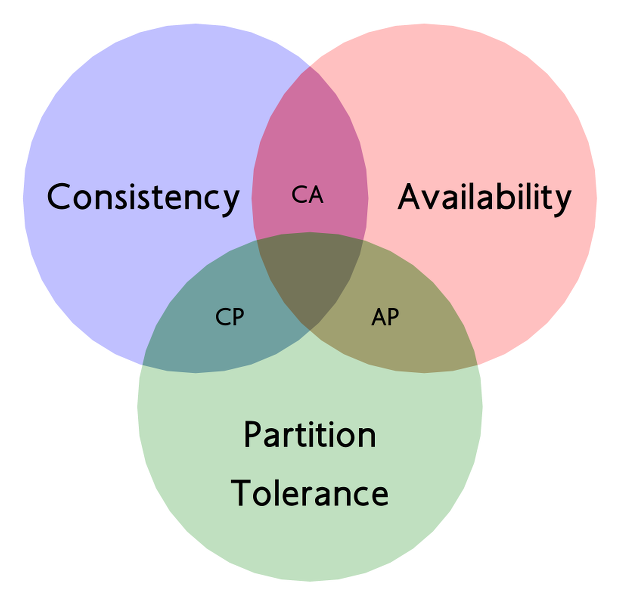 Consistency
CA
Availability
CP
AP
Partition
Tolerance